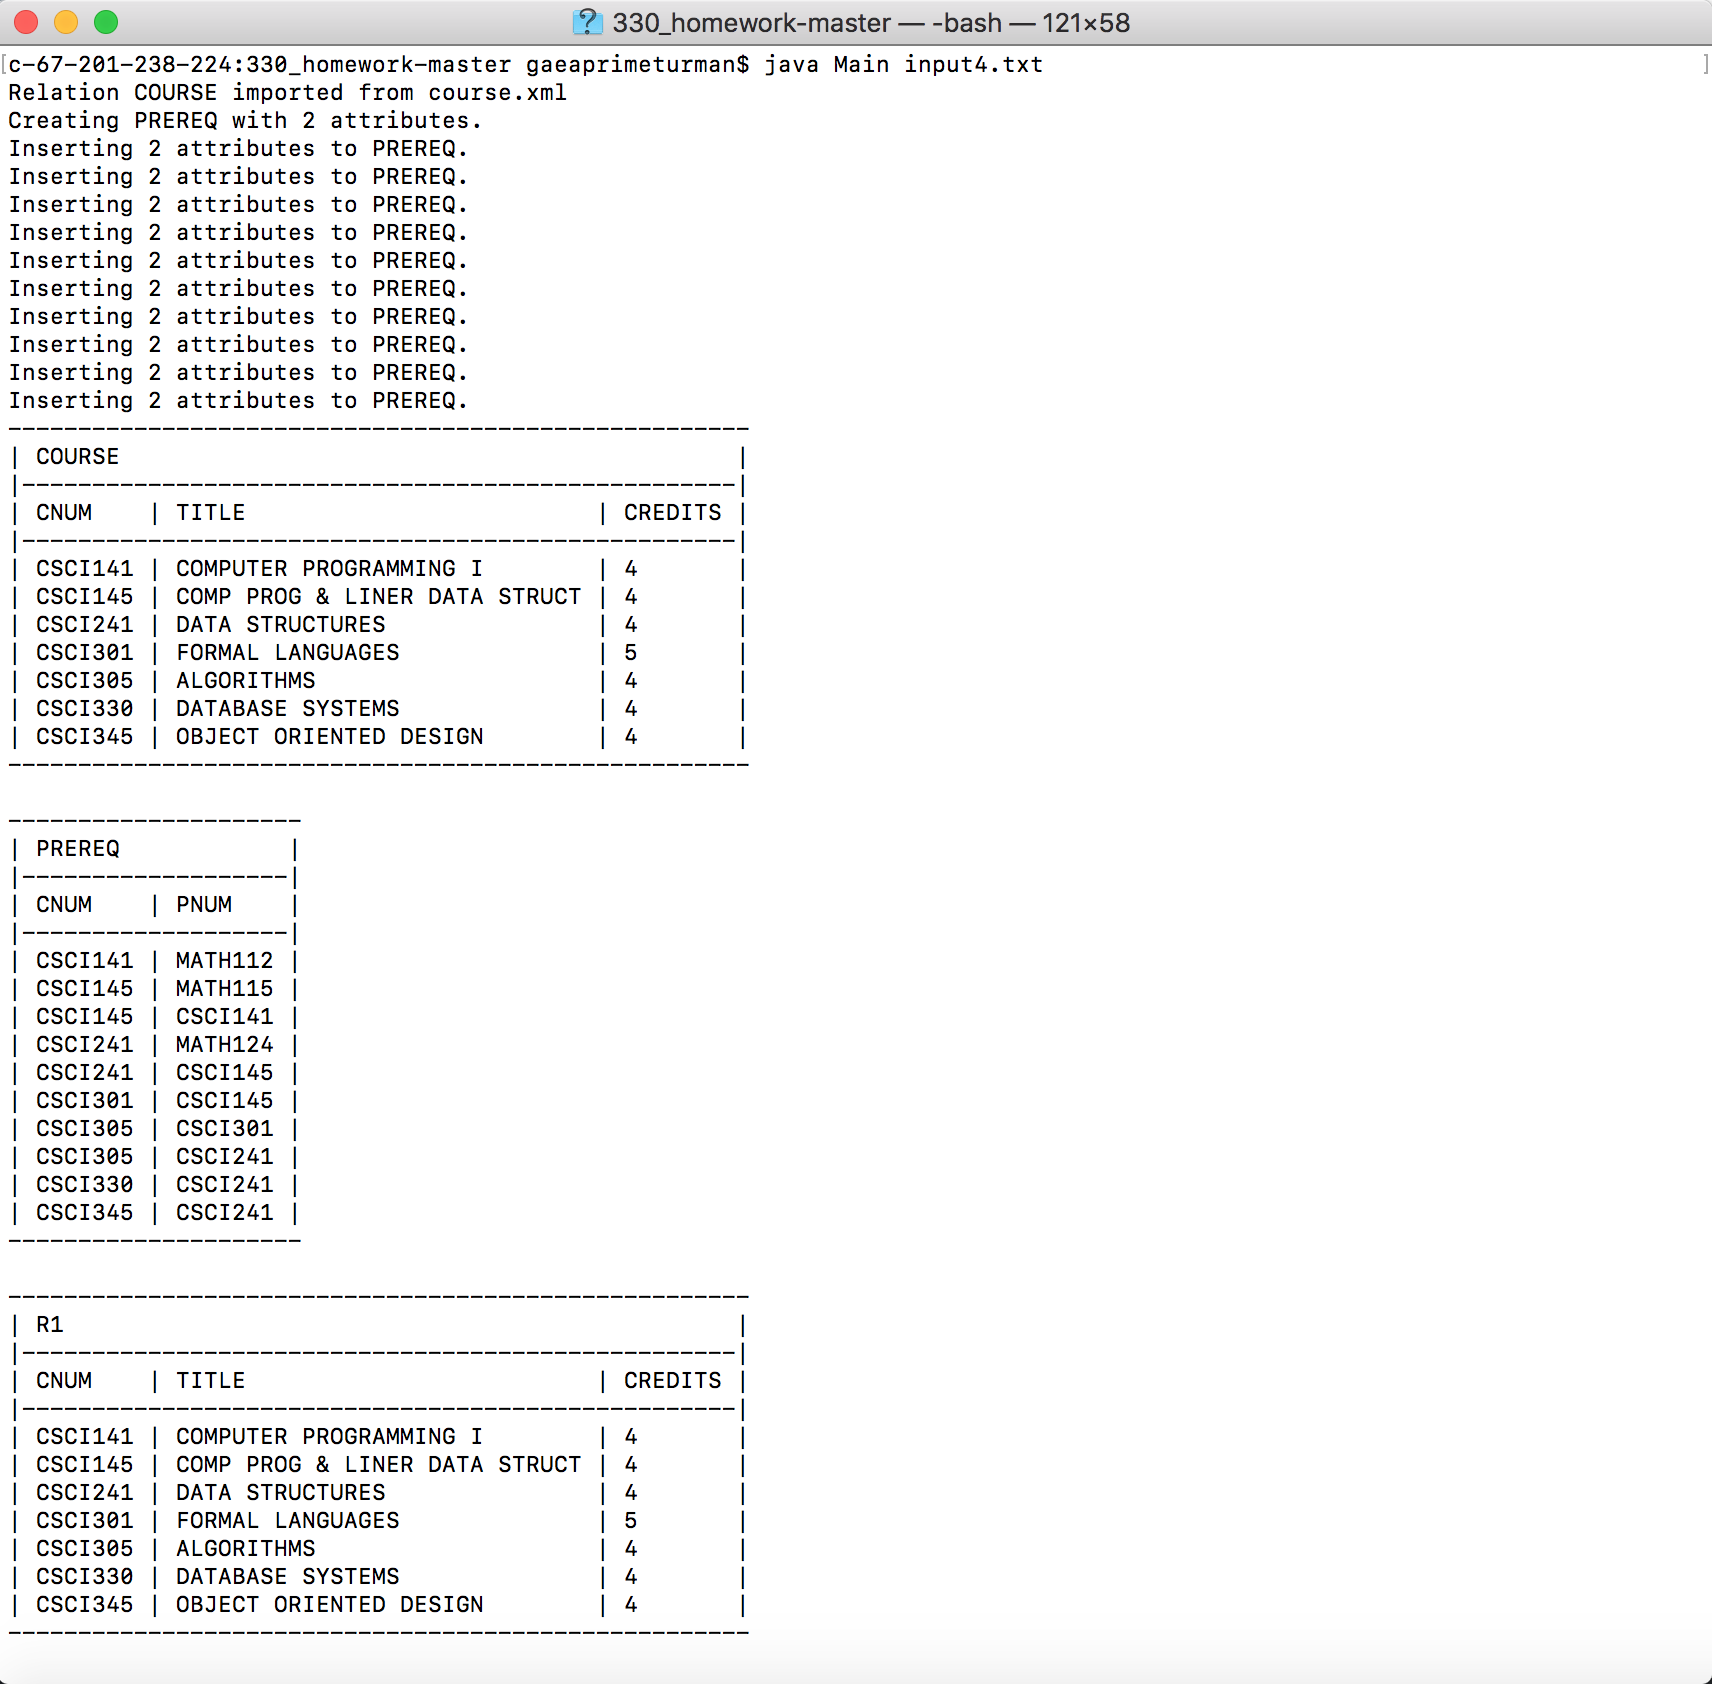 330_homework-master — -bash — 121×58
[c-67-201-238-224:330_homework-master gaeaprimeturman$ java Main input4.txt ]
Relation COURSE imported from course.xml
Creating PREREQ with 2 attributes.
Inserting 2 attributes to PREREQ.
Inserting 2 attributes to PREREQ.
Inserting 2 attributes to PREREQ.
Inserting 2 attributes to PREREQ.
Inserting 2 attributes to PREREQ.
Inserting 2 attributes to PREREQ.
Inserting 2 attributes to PREREQ.
Inserting 2 attributes to PREREQ.
Inserting 2 attributes to PREREQ.
Inserting 2 attributes to PREREQ.
-----------------------------------------------------
| COURSE                                            |
|---------------------------------------------------|
| CNUM    | TITLE                         | CREDITS |
|---------------------------------------------------|
| CSCI141 | COMPUTER PROGRAMMING I        | 4       |
| CSCI145 | COMP PROG & LINER DATA STRUCT | 4       |
| CSCI241 | DATA STRUCTURES               | 4       |
| CSCI301 | FORMAL LANGUAGES              | 5       |
| CSCI305 | ALGORITHMS                    | 4       |
| CSCI330 | DATABASE SYSTEMS              | 4       |
| CSCI345 | OBJECT ORIENTED DESIGN        | 4       |
-----------------------------------------------------

---------------------
| PREREQ            |
|-------------------|
| CNUM    | PNUM    |
|-------------------|
| CSCI141 | MATH112 |
| CSCI145 | MATH115 |
| CSCI145 | CSCI141 |
| CSCI241 | MATH124 |
| CSCI241 | CSCI145 |
| CSCI301 | CSCI145 |
| CSCI305 | CSCI301 |
| CSCI305 | CSCI241 |
| CSCI330 | CSCI241 |
| CSCI345 | CSCI241 |
---------------------

-----------------------------------------------------
| R1                                                |
|---------------------------------------------------|
| CNUM    | TITLE                         | CREDITS |
|---------------------------------------------------|
| CSCI141 | COMPUTER PROGRAMMING I        | 4       |
| CSCI145 | COMP PROG & LINER DATA STRUCT | 4       |
| CSCI241 | DATA STRUCTURES               | 4       |
| CSCI301 | FORMAL LANGUAGES              | 5       |
| CSCI305 | ALGORITHMS                    | 4       |
| CSCI330 | DATABASE SYSTEMS              | 4       |
| CSCI345 | OBJECT ORIENTED DESIGN        | 4       |
-----------------------------------------------------